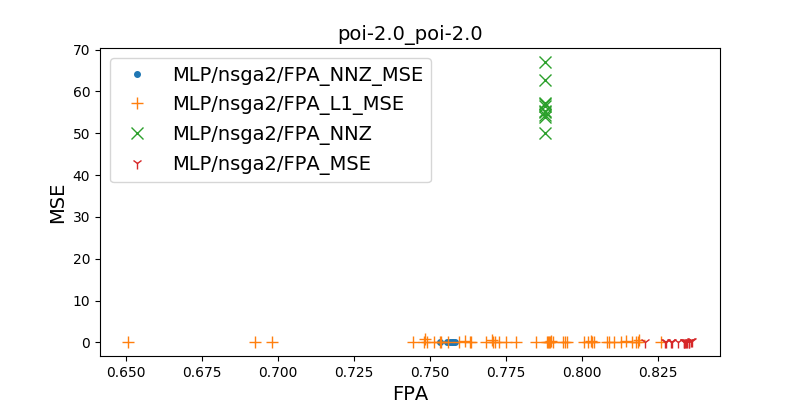 poi-2.0_poi-2.0
MLP/nsga2/FPA_NNZ_MSE
MLP/nsga2/FPA_L1_MSE
MLP/nsga2/FPA_NNZ
MLP/nsga2/FPA_MSE
MSE
70
60
50
40
30
20
10
0
0.650 0.675 0.700 0.725 0.750 0.775 0.800 0.825
FPA